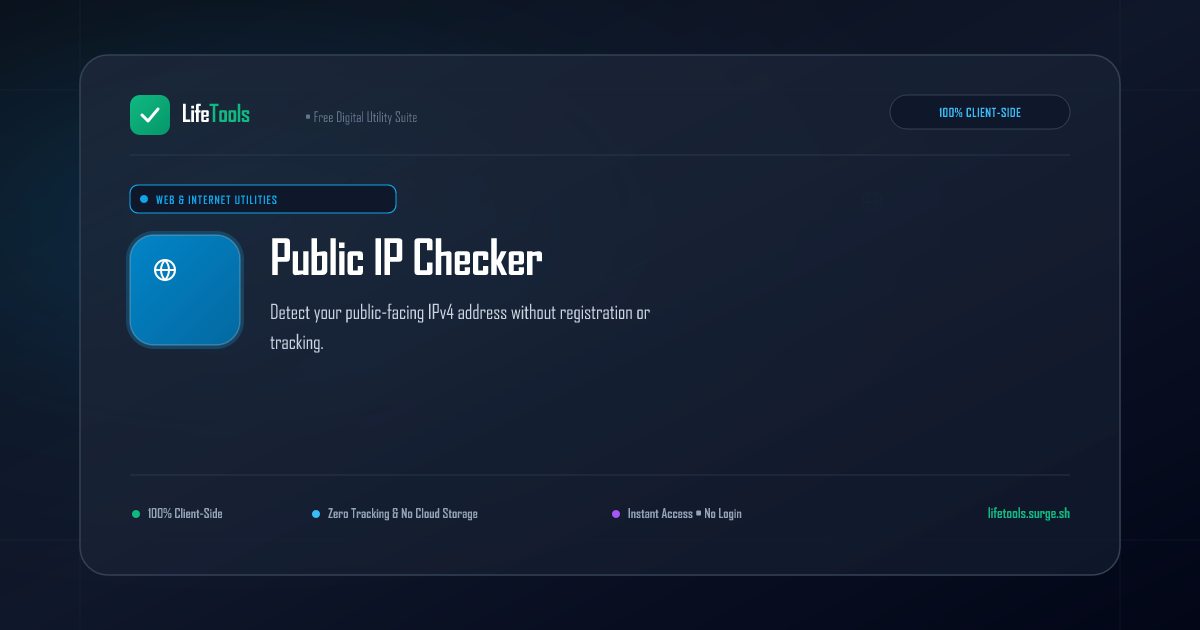 LifeTools
▪ Free Digital Utility Suite
100% CLIENT-SIDE
WEB & INTERNET UTILITIES
Public IP Checker
Detect your public-facing IPv4 address without registration or
tracking.
100% Client-Side
Zero Tracking & No Cloud Storage
Instant Access ▪ No Login
lifetools.surge.sh